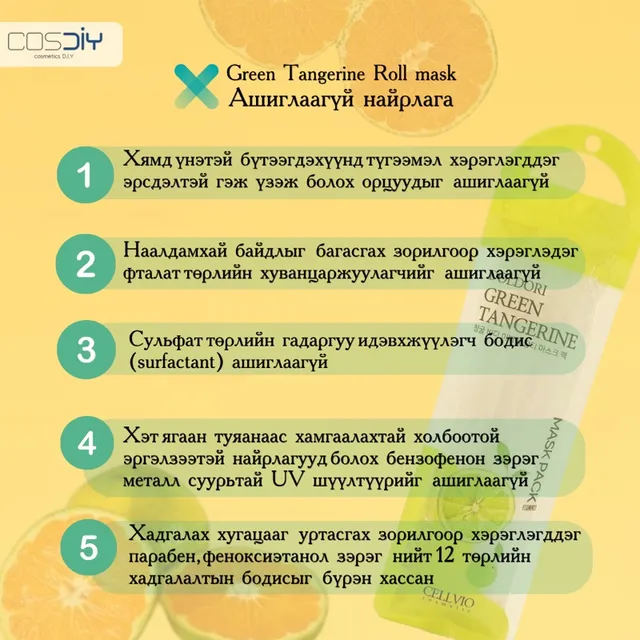 COSDIY
cosmetics D.I.Y
Green Tangerine Roll mask
Ашиглаагүй найрлага
1
Хямд үнэтэй бүтээгдэхүүнд түгээмэл хэрэглэгддэг
эрсдэлтэй гэж үзэж болох орцуудыг ашиглаагүй
2
Наалдамхай байдлыг багасгах зорилгоор хэрэглэдэг
фталат төрлийн хуванцаржуулагчийг ашиглаагүй
3
Сульфат төрлийн гадаргуу идэвхжүүлэгч бодис
(surfactant) ашиглаагүй
4
Хэт ягаан туяанаас хамгаалахтай холбоотой
эргэлзээтэй найрлагууд болох бензофенон зэрэг
металл суурьтай UV шүүлтүүрийг ашиглаагүй
5
Хадгалах хугацааг уртасгах зорилгоор хэрэглэгддэг
парабен, феноксиэтанол зэрэг нийт 12 төрлийн
хадгалалтын бодисыг бүрэн хассан
GREEN
TANGERINE
MASK PACK
CELLVIO
COSMETIC